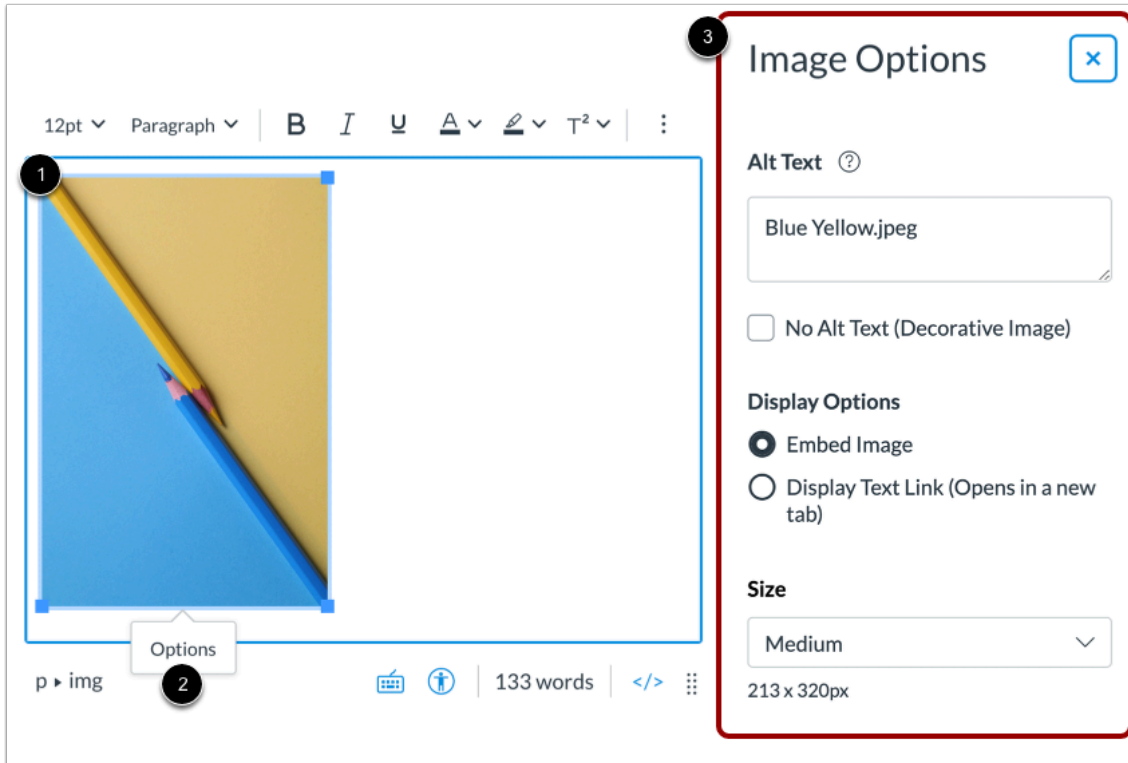 3
Image Options
12pt Paragraph B I U A T²
Alt Text ?
1
Blue Yellow.jpeg
No Alt Text (Decorative Image)
Display Options
Embed Image
Display Text Link (Opens in a new
tab)
Size
Options
Medium
p ▸ img 2 133 words </>
213 x 320px